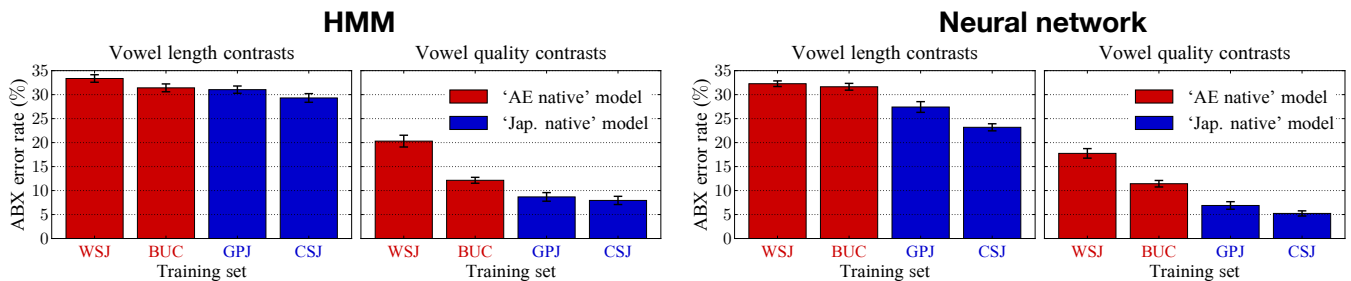 HMM
Vowel length contrasts
Vowel quality contrasts
ABX error rate (%)
35
30
25
20
15
10
5
0
'AE native' model
'Jap. native' model
WSJ BUC GPJ CSJ
WSJ BUC GPJ CSJ
Training set
Training set
Neural network
Vowel length contrasts
Vowel quality contrasts
ABX error rate (%)
35
30
25
20
15
10
5
0
'AE native' model
'Jap. native' model
WSJ BUC GPJ CSJ
WSJ BUC GPJ CSJ
Training set
Training set